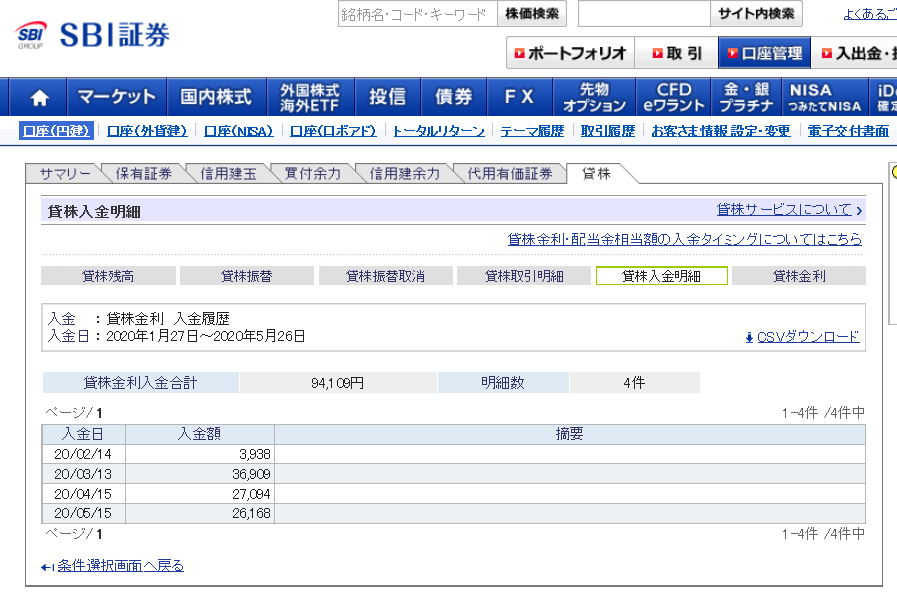 銘柄名・コード・キーワード 株価検索 サイト内検索 よくあるご
SBI GROUP SBI証券
ポートフォリオ 取引 口座管理 入出金・
マーケット 国内株式 外国株式 海外ETF 投信 債券 FX 先物 オプション CFD eワラント 金・銀 プラチナ NISA つみたてNISA iD 確定
口座(円建) 口座(外貨建) 口座(NISA) 口座(ロボアド) トータルリターン テーマ履歴 取引履歴 お客さま情報 設定・変更 電子交付書面
サマリー 保有証券 信用建玉 買付余力 信用建余力 代用有価証券 貸株
貸株入金明細 貸株サービスについて
貸株金利・配当金相当額の入金タイミングについてはこちら
貸株残高 貸株振替 貸株振替取消 貸株取引明細 貸株入金明細 貸株金利
入金 : 貸株金利 入金履歴
入金日 : 2020年1月27日～2020年5月26日 CSVダウンロード
貸株金利入金合計 94,109円 明細数 4件
ページ/ 1 1-4件 /4件中
入金日 入金額 摘要
20/02/14 3,938
20/03/13 36,909
20/04/15 27,094
20/05/15 26,168
ページ/ 1 1-4件 /4件中
条件選択画面へ戻る